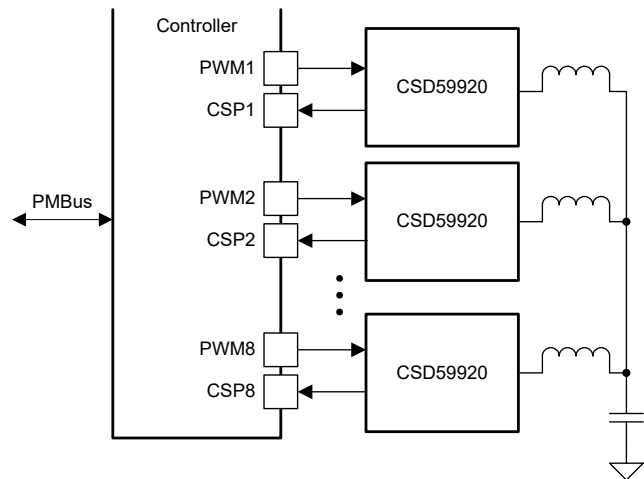 Controller
PWM1
CSD59920
CSP1
PWM2
PMBus
CSD59920
CSP2
PWM8
CSD59920
CSP8